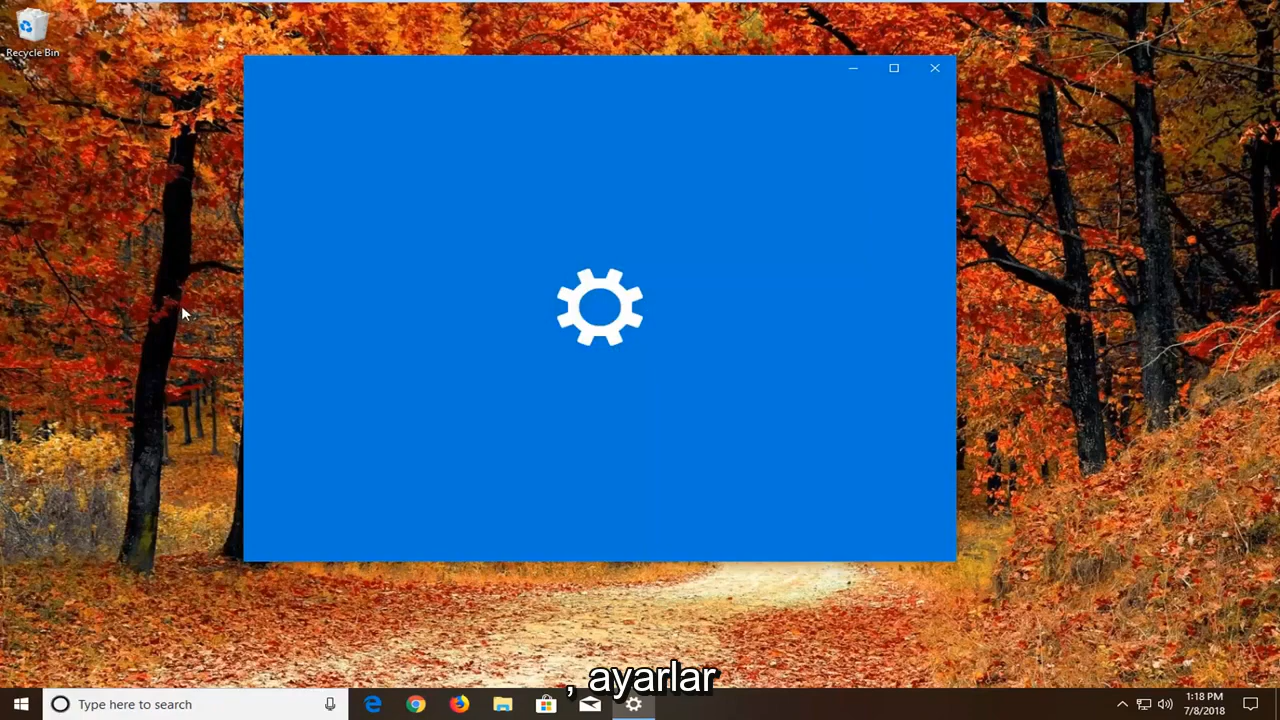 Recycle Bin
, ayarlar
Type here to search
1:18 PM
7/8/2018